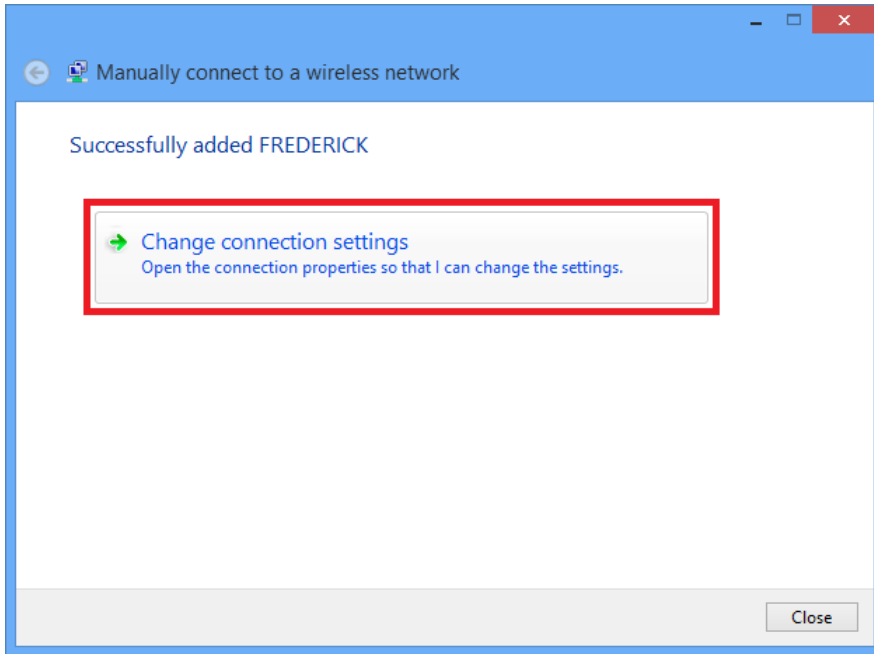 Manually connect to a wireless network
Successfully added FREDERICK
Change connection settings
Open the connection properties so that I can change the settings.
Close